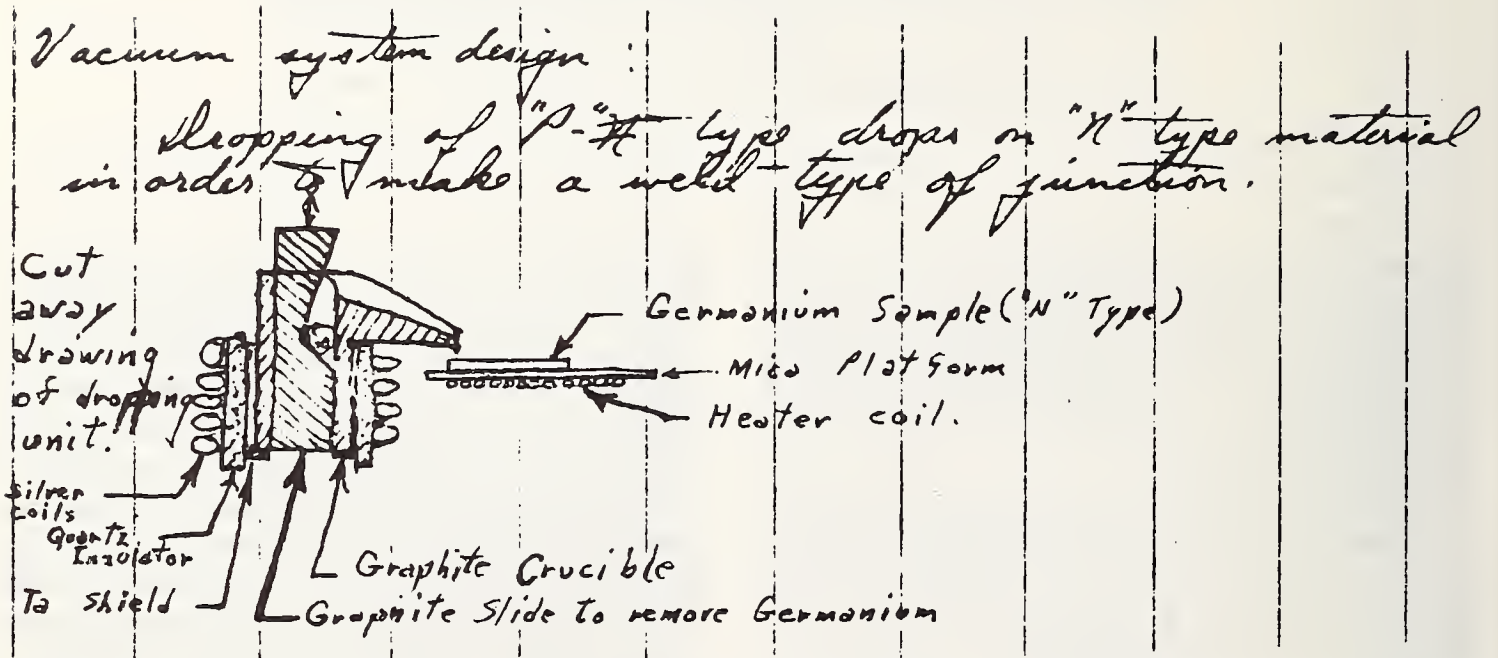 Vacuum system design :
Dropping of "P-" type drops on "N" type material
in order to make a weld type of junction.
Cut
away
drawing
of dropping
unit.
Germanium Sample ("N" Type)
Mica Platform
Heater coil.
silver
coils
Quartz
Insulator
Ta shield
Graphite Crucible
Graphite Slide to remove Germanium